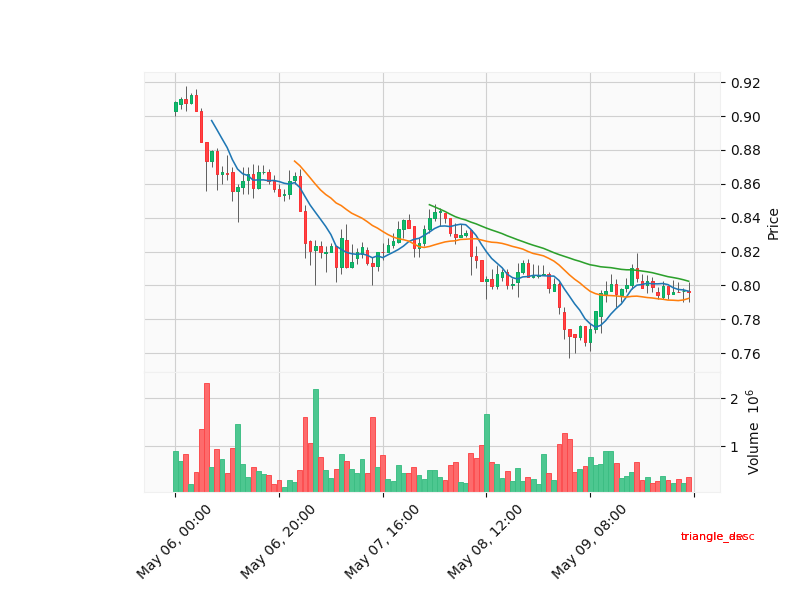 0.92
0.90
0.88
0.86
0.84
0.82
0.80
0.78
0.76
Price
2
1
Volume 10^6
May 06, 00:00
May 06, 20:00
May 07, 16:00
May 08, 12:00
May 09, 08:00